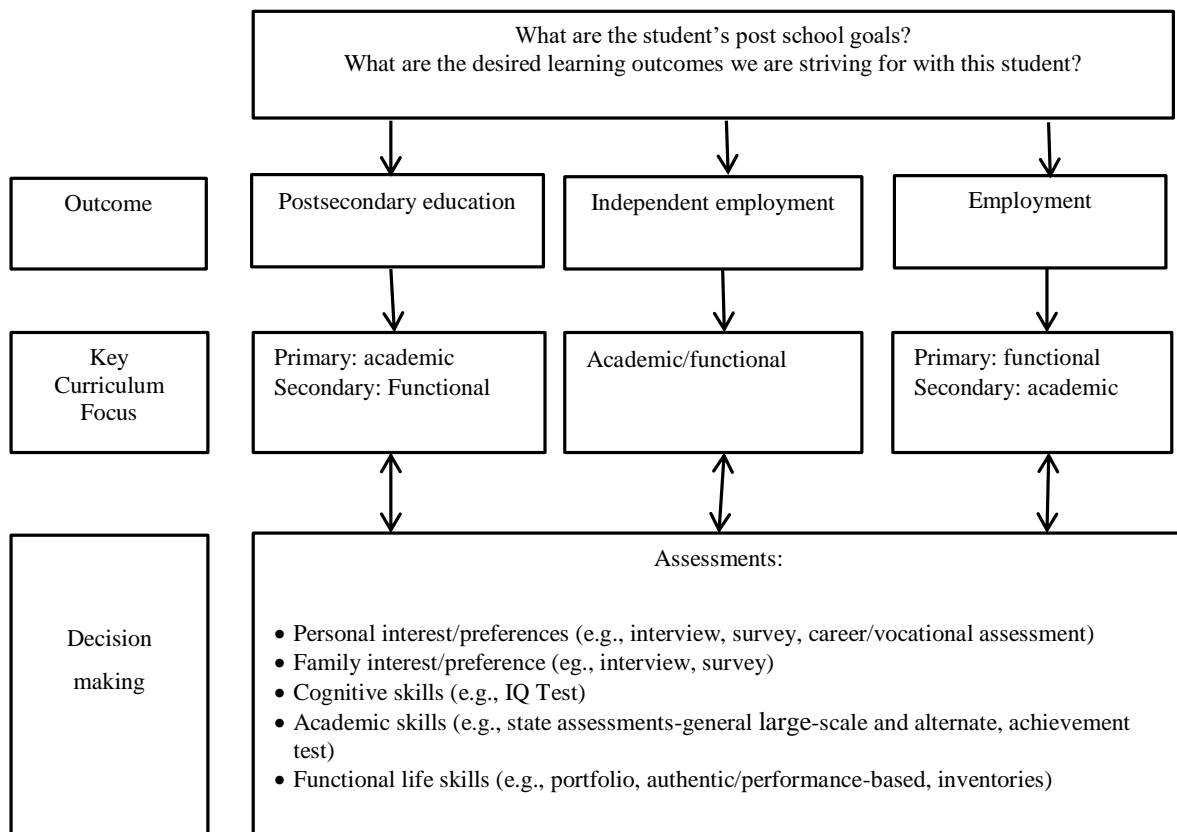 What are the student’s post school goals?
What are the desired learning outcomes we are striving for with this student?
Outcome
Postsecondary education
Independent employment
Employment
Key
Curriculum
Focus
Primary: academic
Secondary: Functional
Academic/functional
Primary: functional
Secondary: academic
Decision
making
Assessments:
• Personal interest/preferences (e.g., interview, survey, career/vocational assessment)
• Family interest/preference (eg., interview, survey)
• Cognitive skills (e.g., IQ Test)
• Academic skills (e.g., state assessments-general large-scale and alternate, achievement
test)
• Functional life skills (e.g., portfolio, authentic/performance-based, inventories)